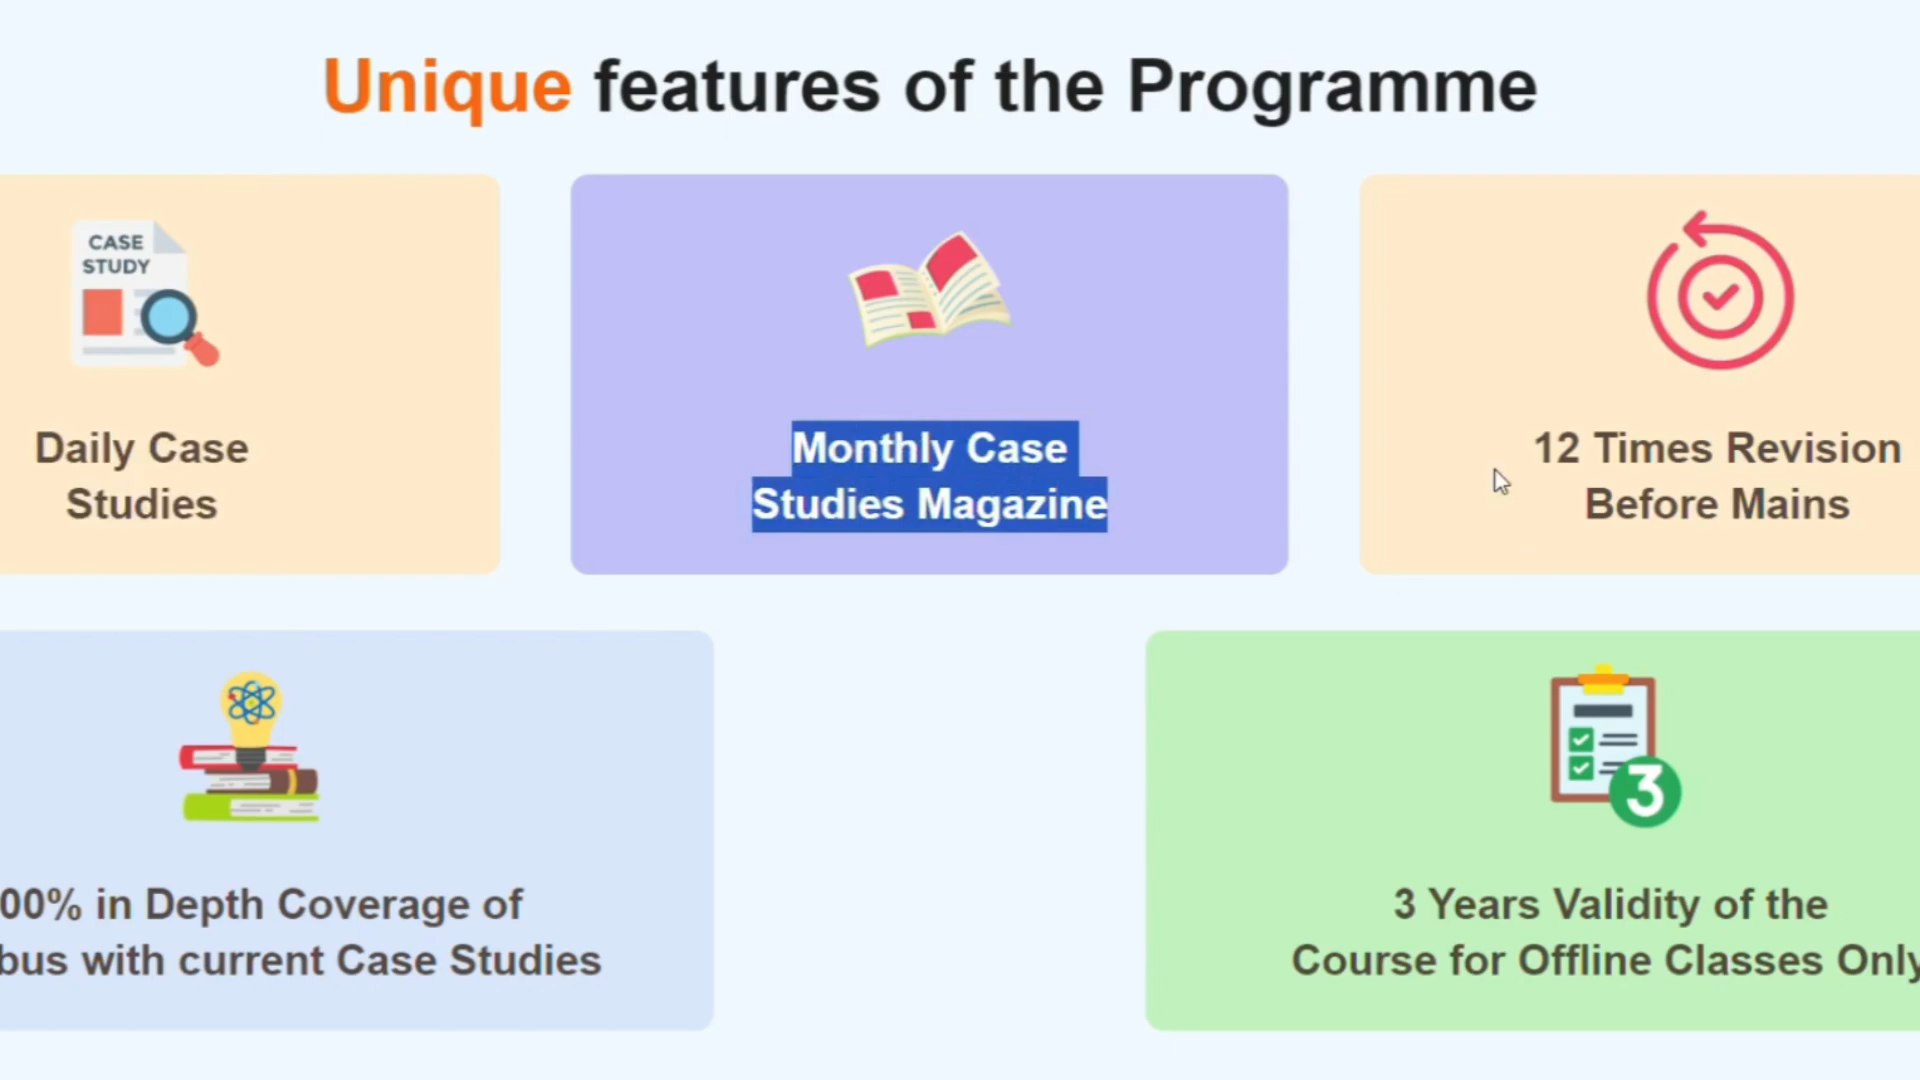 Unique features of the Programme
CASE
STUDY
Daily Case
Studies
Monthly Case
Studies Magazine
12 Times Revision
Before Mains
00% in Depth Coverage of
bus with current Case Studies
3
3 Years Validity of the
Course for Offline Classes Only